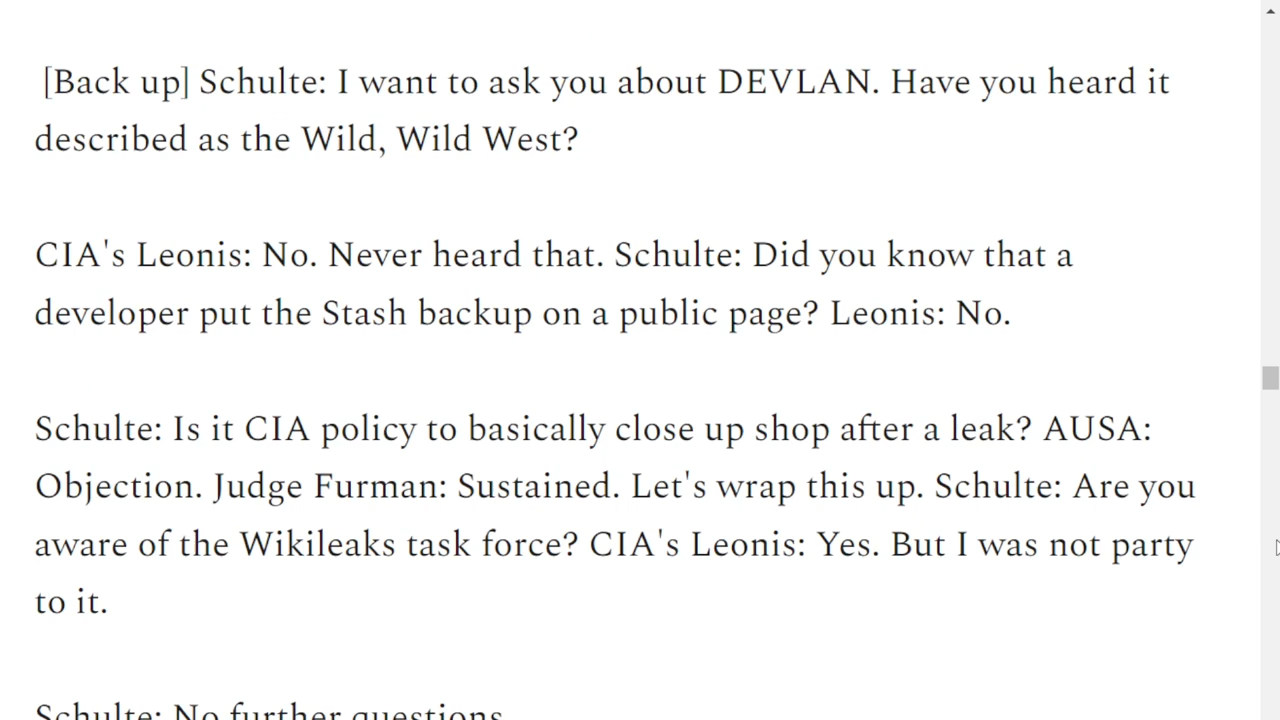 [Back up] Schulte: I want to ask you about DEVLAN. Have you heard it
described as the Wild, Wild West?
CIA's Leonis: No. Never heard that. Schulte: Did you know that a
developer put the Stash backup on a public page? Leonis: No.
Schulte: Is it CIA policy to basically close up shop after a leak? AUSA:
Objection. Judge Furman: Sustained. Let's wrap this up. Schulte: Are you
aware of the Wikileaks task force? CIA's Leonis: Yes. But I was not party
to it.
Schulte: No further questions